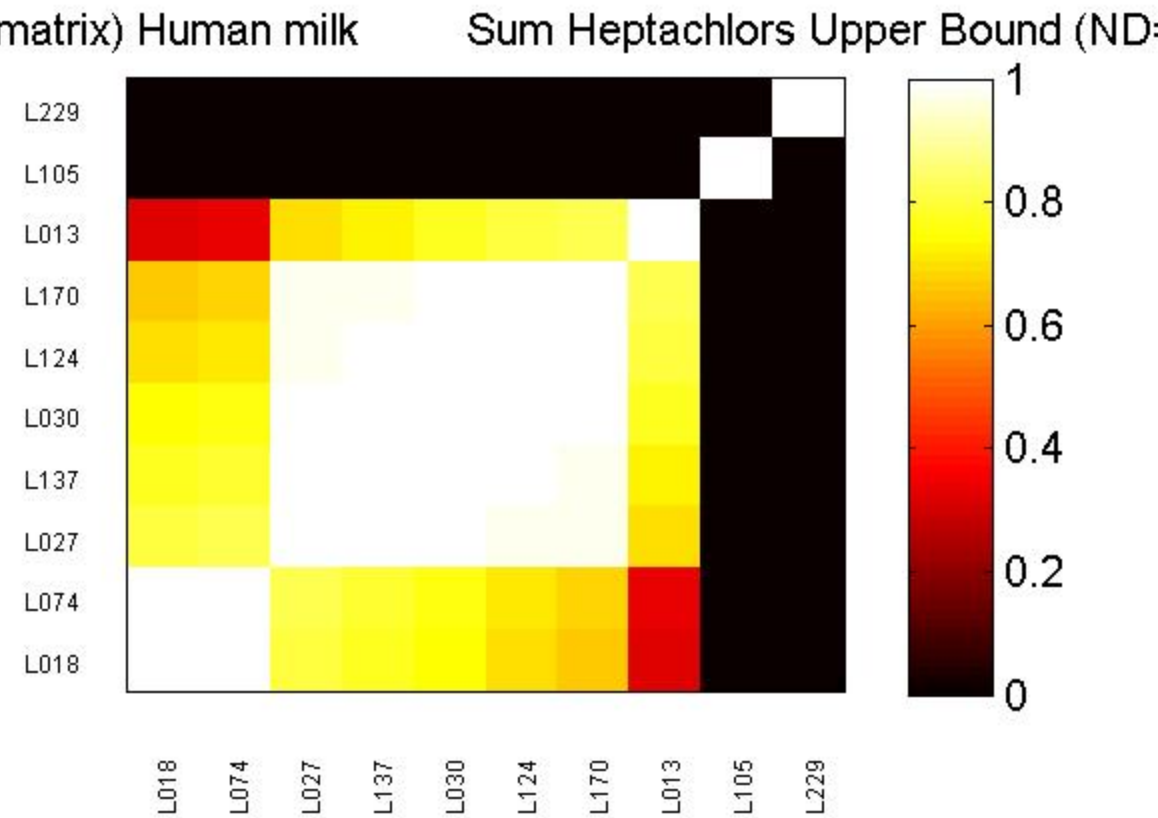 matrix) Human milk Sum Heptachlors Upper Bound (ND=
L229
L105
L013
L170
L124
L030
L137
L027
L074
L018
1
0.8
0.6
0.4
0.2
0
L018 L074 L027 L137 L030 L124 L170 L013 L105 L229